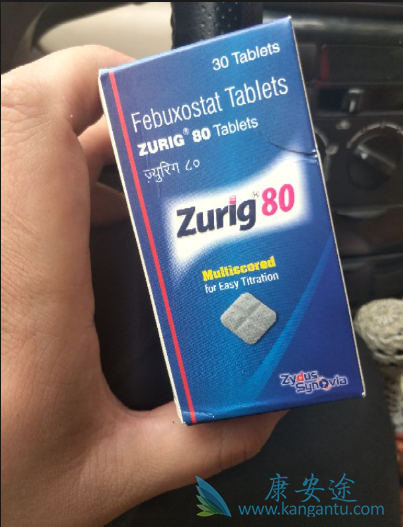 30 Tablets
Febuxostat Tablets
ZURIG® 80 Tablets
ज़्युरिग ८०
Zurig® 80
Multiscored
for Easy Titration
Zydus
Synovia
康安途
www.kangantu.com